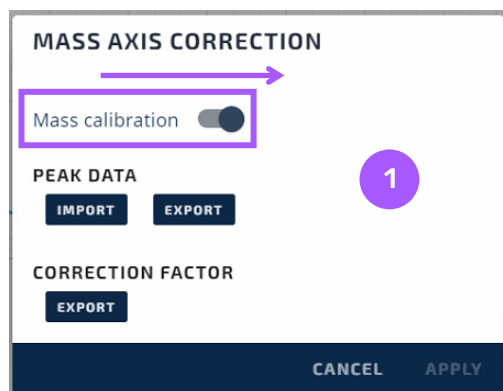 MASS AXIS CORRECTION
Mass calibration
1
PEAK DATA
IMPORT EXPORT
CORRECTION FACTOR
EXPORT
CANCEL APPLY